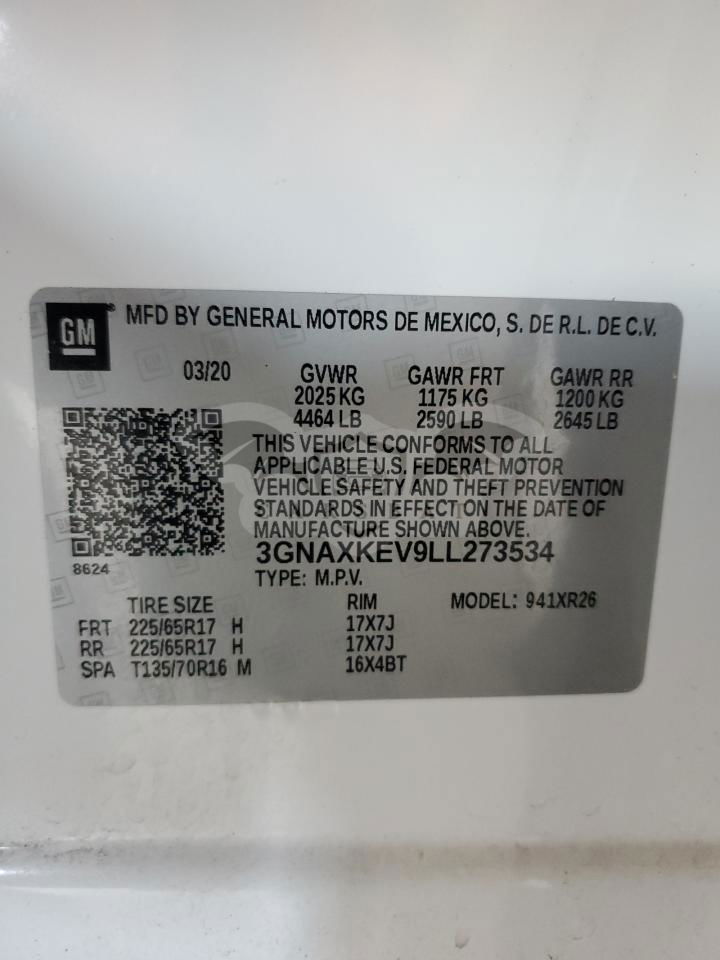 GM® MFD BY GENERAL MOTORS DE MEXICO, S. DE R.L. DE C.V.
03/20 GVWR GAWR FRT GAWR RR
2025 KG 1175 KG 1200 KG
4464 LB 2590 LB 2645 LB
THIS VEHICLE CONFORMS TO ALL
APPLICABLE U.S. FEDERAL MOTOR
VEHICLE SAFETY AND THEFT PREVENTION
STANDARDS IN EFFECT ON THE DATE OF
MANUFACTURE SHOWN ABOVE.
8624 3GNAXKEV9LL273534
TYPE: M.P.V.
TIRE SIZE RIM MODEL: 941XR26
FRT 225/65R17 H 17X7J
RR 225/65R17 H 17X7J
SPA T135/70R16 M 16X4BT